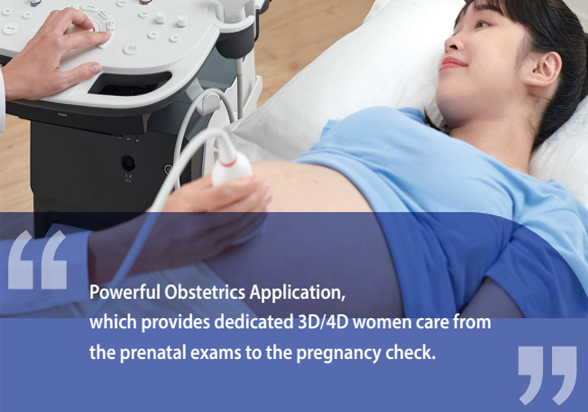 “
Powerful Obstetrics Application,
which provides dedicated 3D/4D women care from
the prenatal exams to the pregnancy check.
”